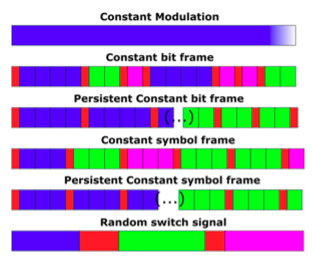 Constant Modulation
Constant bit frame
Persistent Constant bit frame
(...)
Constant symbol frame
Persistent Constant symbol frame
(...)
Random switch signal